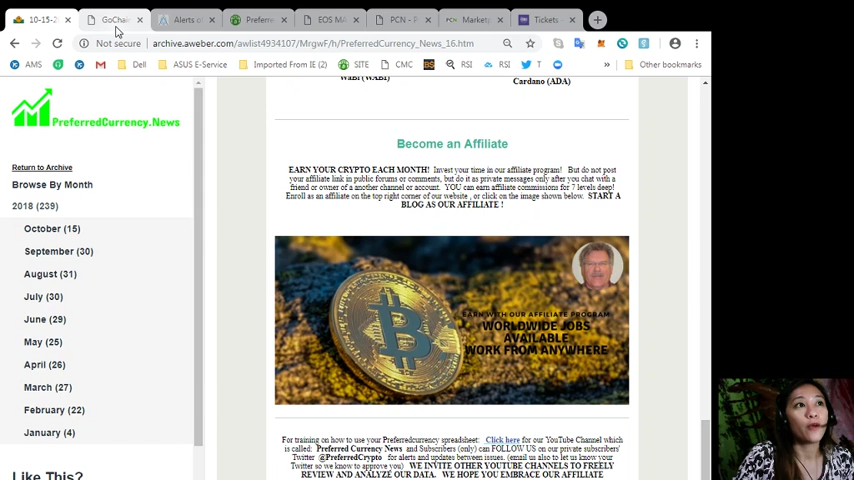 10-15-2
GoChai
Alerts o
Preferre
EOS MA
PCN - P
Market
Tickets
Not secure
archive.aweber.com/awlist4934107/MrgwF/h/PreferredCurrency_News_16.htm
AMS
Dell
ASUS E-Service
Imported From IE (2)
SITE
CMC
RSI
RSI
T
»
Other bookmarks
PreferredCurrency.News
Return to Archive
Browse By Month
2018 (239)
October (15)
September (30)
August (31)
July (30)
June (29)
May (25)
April (26)
March (27)
February (22)
January (4)
Like This?
WaBi (WABI)
Cardano (ADA)
Become an Affiliate
EARN YOUR CRYPTO EACH MONTH! Invest your time in our affiliate program! But do not post
your affiliate link in public forums or comments, but do it as private messages only after you chat with a
friend or owner of a another channel or account. YOU can earn affiliate commissions for 7 levels deep!
Enroll as an affiliate on the top right corner of our website , or click on the image shown below. START A
BLOG AS OUR AFFILIATE !
EARN WITH OUR AFFILIATE PROGRAM
WORLDWIDE JOBS
AVAILABLE
WORK FROM ANYWHERE
For training on how to use your Preferredcurrency spreadsheet: Click here for our YouTube Channel which
is called: Preferred Currency News and Subscribers (only) can FOLLOW US on our private subscribers'
Twitter @PreferredCrypto for alerts and updates between issues. (email us also to let us know your
Twitter so we know to approve you) WE INVITE OTHER YOUTUBE CHANNELS TO FREELY
REVIEW AND ANALYZE OUR DATA. WE HOPE YOU EMBRACE OUR AFFILIATE